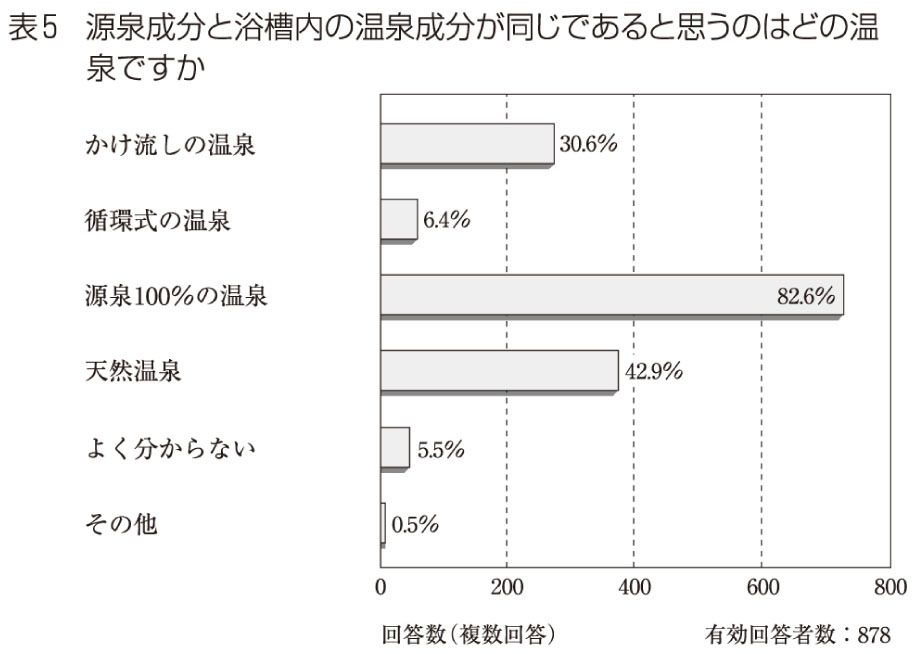 表5 源泉成分と浴槽内の温泉成分が同じであると思うのはどの温
泉ですか
かけ流しの温泉 30.6%
循環式の温泉 6.4%
源泉100%の温泉 82.6%
天然温泉 42.9%
よく分からない 5.5%
その他 0.5%
0 200 400 600 800
回答数(複数回答) 有効回答者数：878